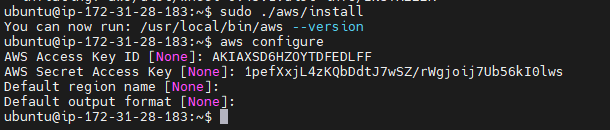 ubuntu@ip-172-31-28-183:~$ sudo ./aws/install
You can now run: /usr/local/bin/aws --version
ubuntu@ip-172-31-28-183:~$ aws configure
AWS Access Key ID [None]: AKIAXSD6HZOYTDFEDLFF
AWS Secret Access Key [None]: 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
Default region name [None]:
Default output format [None]:
ubuntu@ip-172-31-28-183:~$